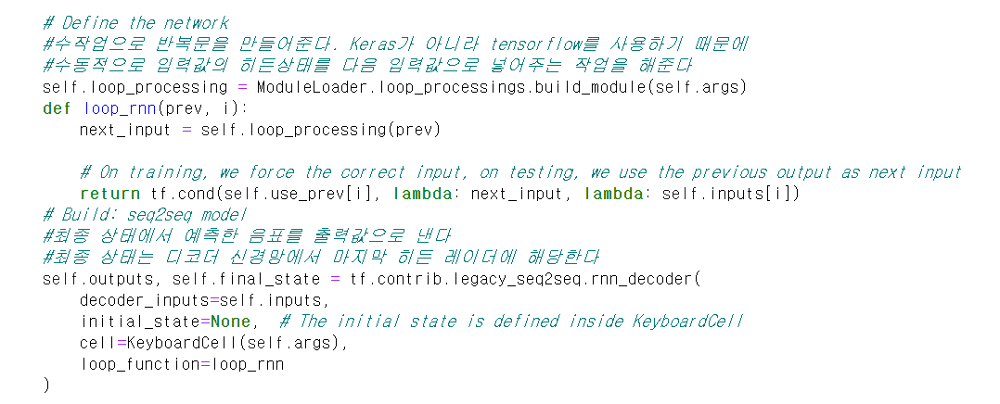 # Define the network
#수작업으로 반복문을 만들어준다. Keras가 아니라 tensorflow를 사용하기 때문에
#수동적으로 입력값의 히든상태를 다음 입력값으로 넣어주는 작업을 해준다
self.loop_processing = ModuleLoader.loop_processings.build_module(self.args)
def loop_rnn(prev, i):
    next_input = self.loop_processing(prev)
    # On training, we force the correct input, on testing, we use the previous output as next input
    return tf.cond(self.use_prev[i], lambda: next_input, lambda: self.inputs[i])
# Build: seq2seq model
#최종 상태에서 예측한 음표를 출력값으로 낸다
#최종 상태는 디코더 신경망에서 마지막 히든 레이더에 해당한다
self.outputs, self.final_state = tf.contrib.legacy_seq2seq.rnn_decoder(
    decoder_inputs=self.inputs,
    initial_state=None,  # The initial state is defined inside KeyboardCell
    cell=KeyboardCell(self.args),
    loop_function=loop_rnn
)